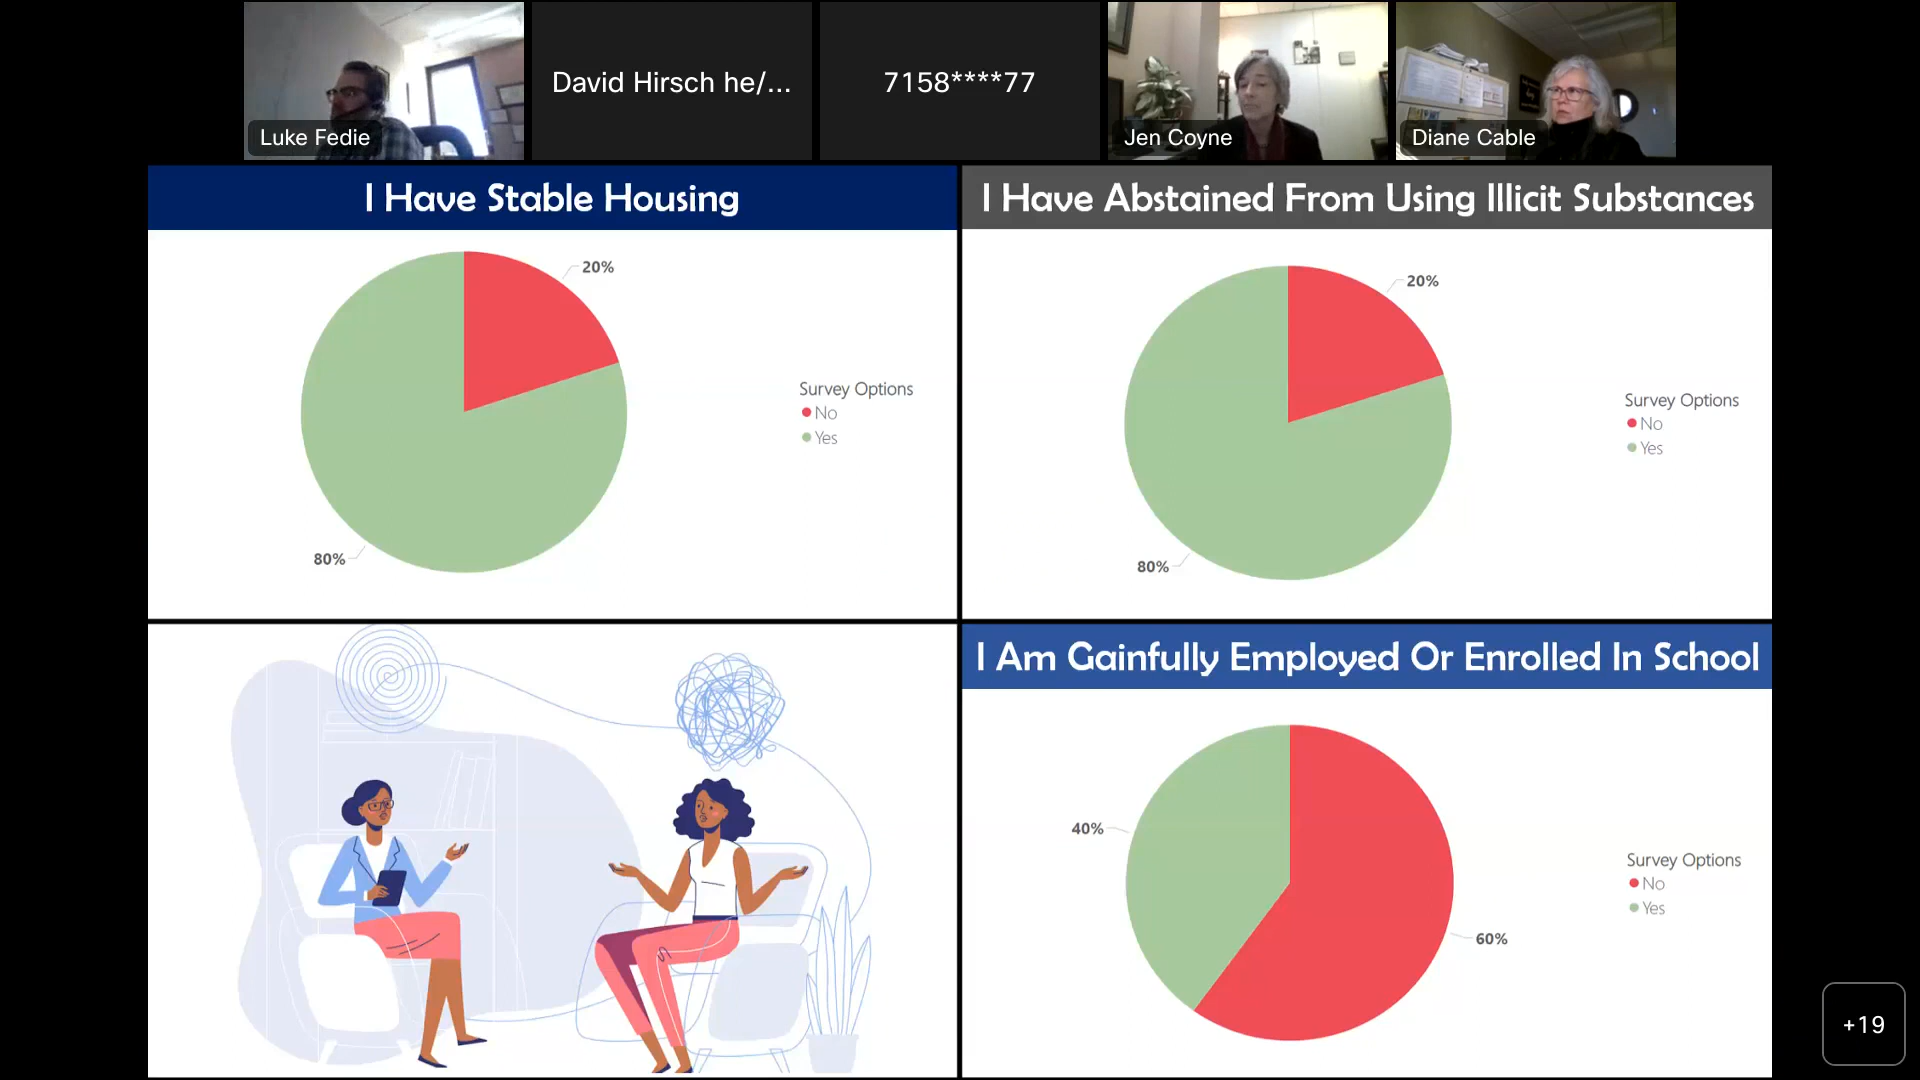 Luke Fedie
David Hirsch he/...
7158****77
Jen Coyne
Diane Cable
I Have Stable Housing
20%
80%
Survey Options
No
Yes
I Have Abstained From Using Illicit Substances
20%
80%
Survey Options
No
Yes
I Am Gainfully Employed Or Enrolled In School
40%
60%
Survey Options
No
Yes
+19